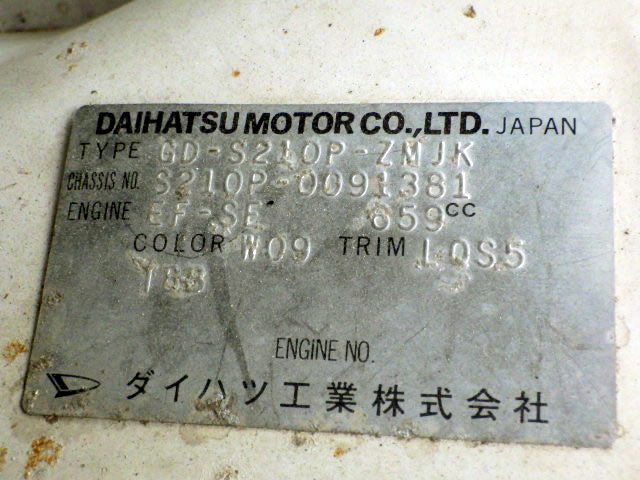 DAIHATSU MOTOR CO.,LTD. JAPAN
TYPE GD-S210P-ZMJK
CHASSIS NO. S210P-0091381
ENGINE EF-SE 659CC
COLOR W09 TRIM LQS5
ENGINE NO.
ダイハツ工業株式会社